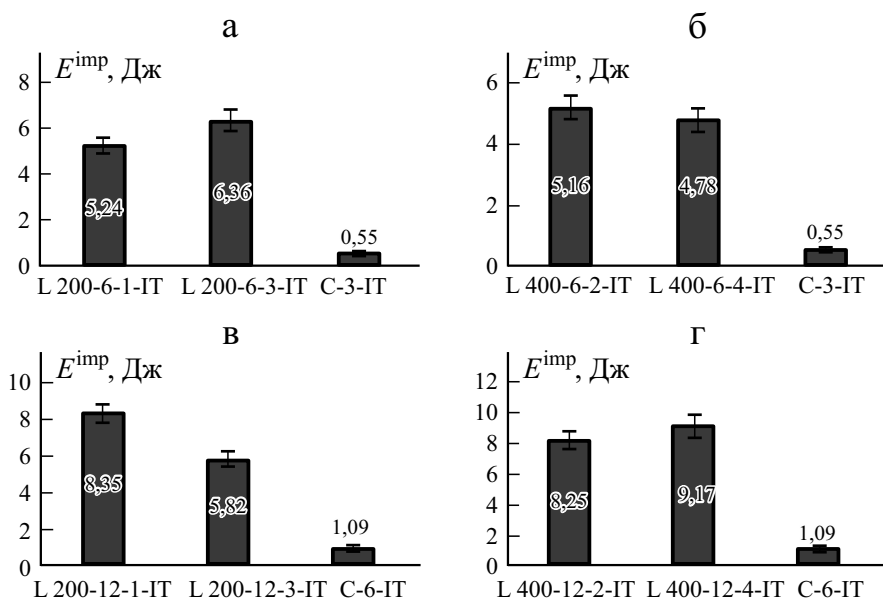 а
E^imp, Дж
8
6
4
2
0
5,24
6,36
0,55
L 200-6-1-IT L 200-6-3-IT C-3-IT
б
E^imp, Дж
6
4
2
0
5,16
4,78
0,55
L 400-6-2-IT L 400-6-4-IT C-3-IT
в
E^imp, Дж
10
8
6
4
2
0
8,35
5,82
1,09
L 200-12-1-IT L 200-12-3-IT C-6-IT
г
E^imp, Дж
12
10
8
6
4
2
0
8,25
9,17
1,09
L 400-12-2-IT L 400-12-4-IT C-6-IT